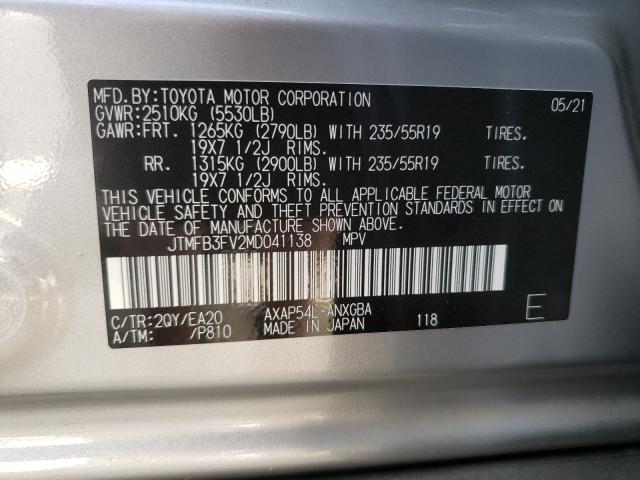 MFD.BY:TOYOTA MOTOR CORPORATION 05/21
GVWR:2510KG (5530LB)
GAWR:FRT. 1265KG (2790LB) WITH 235/55R19 TIRES.
19X7 1/2J RIMS.
RR. 1315KG (2900LB) WITH 235/55R19 TIRES.
19X7 1/2J RIMS.
THIS VEHICLE CONFORMS TO ALL APPLICABLE FEDERAL MOTOR
VEHICLE SAFETY AND THEFT PREVENTION STANDARDS IN EFFECT ON
THE DATE OF MANUFACTURE SHOWN ABOVE.
JTMFB3FV2MD041138 MPV
C/TR:2QY/EA20 AXAP54L-ANXGBA
A/TM: /P810 MADE IN JAPAN 118 E